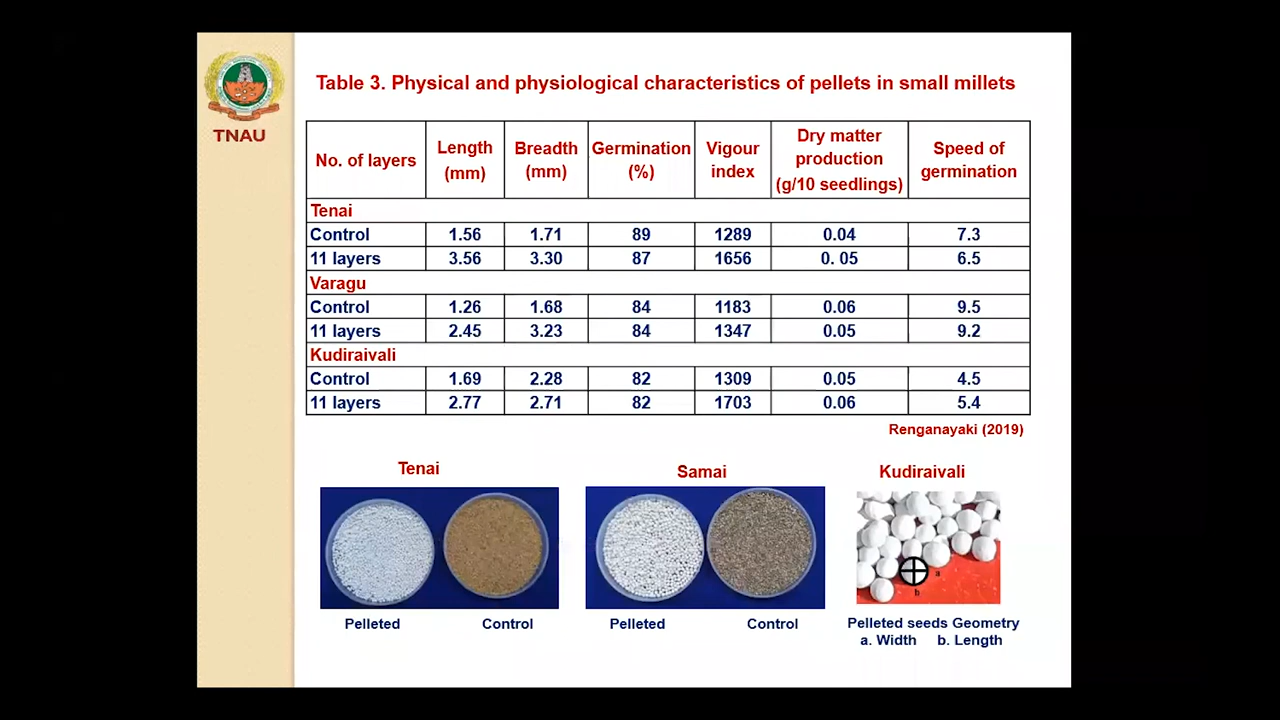 TNAU
Table 3. Physical and physiological characteristics of pellets in small millets
No. of layers Length (mm) Breadth (mm) Germination (%) Vigour index Dry matter production (g/10 seedlings) Speed of germination
Tenai
Control 1.56 1.71 89 1289 0.04 7.3
11 layers 3.56 3.30 87 1656 0. 05 6.5
Varagu
Control 1.26 1.68 84 1183 0.06 9.5
11 layers 2.45 3.23 84 1347 0.05 9.2
Kudiraivali
Control 1.69 2.28 82 1309 0.05 4.5
11 layers 2.77 2.71 82 1703 0.06 5.4
Renganayaki (2019)
Tenai Samai Kudiraivali
a
b
Pelleted Control Pelleted Control Pelleted seeds Geometry
a. Width b. Length